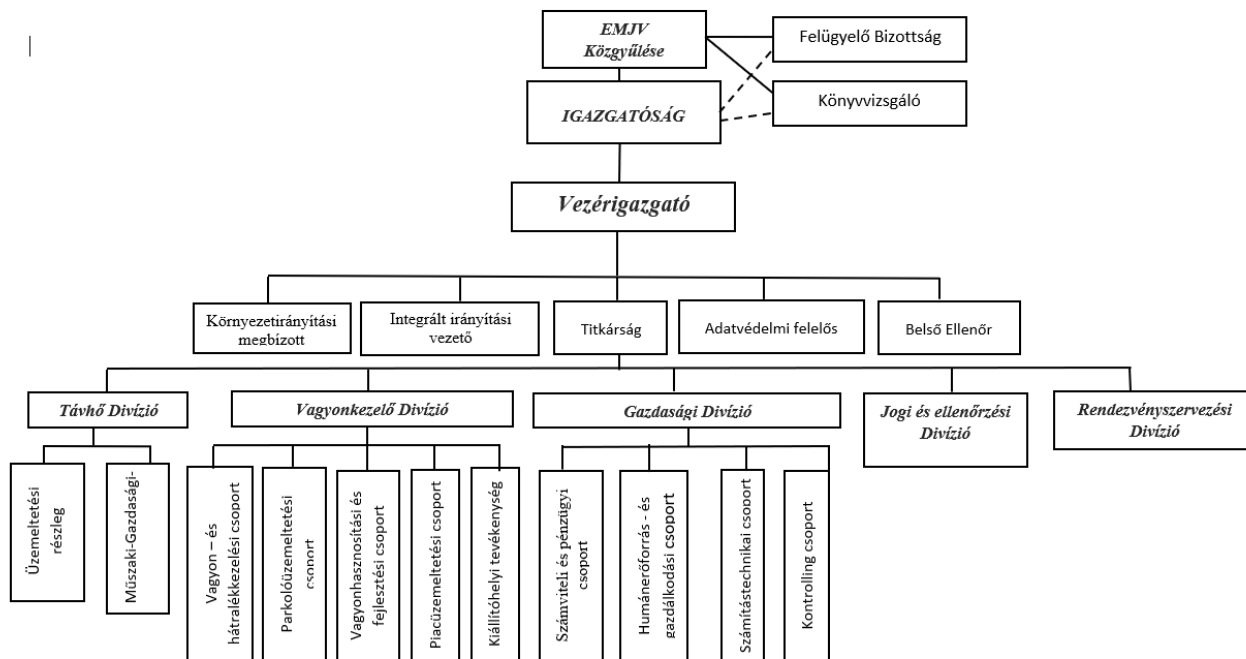 EMJV
Közgyűlése
Felügyelő Bizottság
Könyvvizsgáló
IGAZGATÓSÁG
Vezérigazgató
Környezetirányítási
megbízott
Integrált irányítási
vezető
Titkárság
Adatvédelmi felelős
Belső Ellenőr
Távhő Divízió
Vagyonkezelő Divízió
Gazdasági Divízió
Jogi és ellenőrzési
Divízió
Rendezvényszervezési
Divízió
Üzemeltetési
részleg
Műszaki-Gazdasági-
Vagyon – és
hátralékkezelési csoport
Parkolóüzemeltetési
csoport
Vagyonhasznosítási és
fejlesztési csoport
Piacüzemeltetési csoport
Kiállítóhelyi tevékenység
Számviteli és pénzügyi
csoport
Humánerőforrás - és
gazdálkodási csoport
Számítástechnikai csoport
Kontrolling csoport